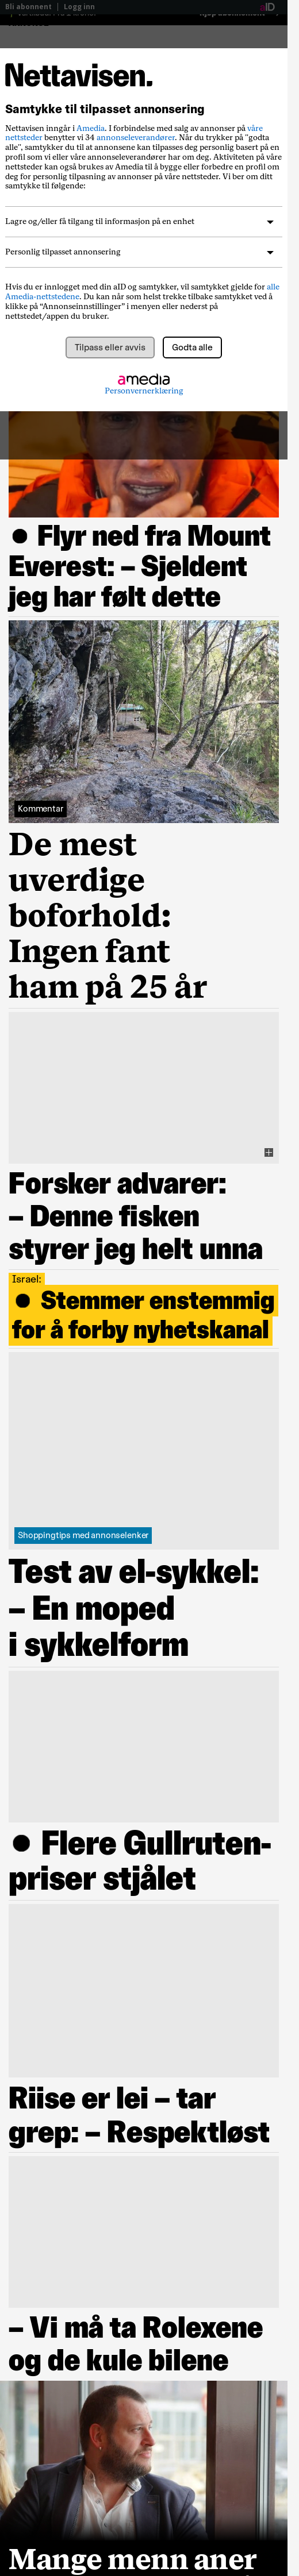 Bli abonnent | Logg inn
aID
Nettavisen.
Samtykke til tilpasset annonsering
Nettavisen inngår i Amedia. I forbindelse med salg av annonser på våre
nettsteder benytter vi 34 annonseleverandører. Når du trykker på "godta
alle", samtykker du til at annonsene kan tilpasses deg personlig basert på en
profil som vi eller våre annonseleverandører har om deg. Aktiviteten på våre
nettsteder kan også brukes av Amedia til å bygge eller forbedre en profil om
deg for personlig tilpasning av annonser på våre nettsteder. Vi ber om ditt
samtykke til følgende:
Lagre og/eller få tilgang til informasjon på en enhet
Personlig tilpasset annonsering
Hvis du er innlogget med din aID og samtykker, vil samtykket gjelde for alle
Amedia-nettstedene. Du kan når som helst trekke tilbake samtykket ved å
klikke på "Annonseinnstillinger" i menyen eller nederst på
nettstedet/appen du bruker.
Tilpass eller avvis
Godta alle
amedia
Personvernerklæring
● Flyr ned fra Mount
Everest: – Sjeldent
jeg har følt dette
Kommentar
De mest
uverdige
boforhold:
Ingen fant
ham på 25 år
Forsker advarer:
– Denne fisken
styrer jeg helt unna
Israel:
● Stemmer enstemmig
for å forby nyhetskanal
Shoppingtips med annonselenker
Test av el-sykkel:
– En moped
i sykkelform
● Flere Gullruten-
priser stjålet
Riise er lei – tar
grep: – Respektløst
– Vi må ta Rolexene
og de kule bilene
Mange menn aner